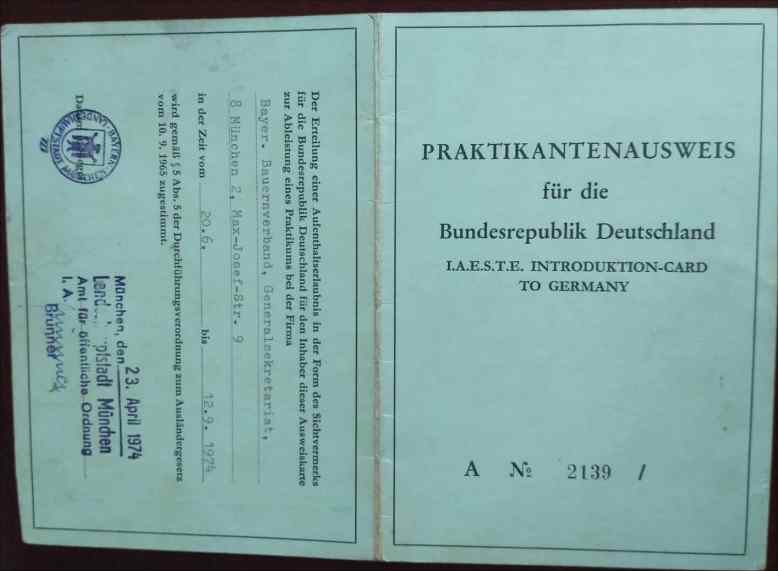 PRAKTIKANTENAUSWEIS
für die
Bundesrepublik Deutschland
I.A.E.S.T.E. INTRODUKTION-CARD
TO GERMANY
A № 2139 /
Der Erteilung einer Aufenthaltserlaubnis in der Form des Sichtvermerks
für die Bundesrepublik Deutschland für den Inhaber dieser Ausweiskarte
zur Ableistung eines Praktikums bei der Firma
Bayer. Bauernverband, Generalsekretariat,
8 München 2, Max-Josef-Str. 9
in der Zeit vom 20.6. bis 12.9. 1974
wird gemäß § 5 Abs. 5 der Durchführungsverordnung zum Ausländergesetz
vom 10. 9. 1965 zugestimmt.
München, den 23. April 1974
Landeshauptstadt München
Amt für öffentliche Ordnung
I. A.
Brunner